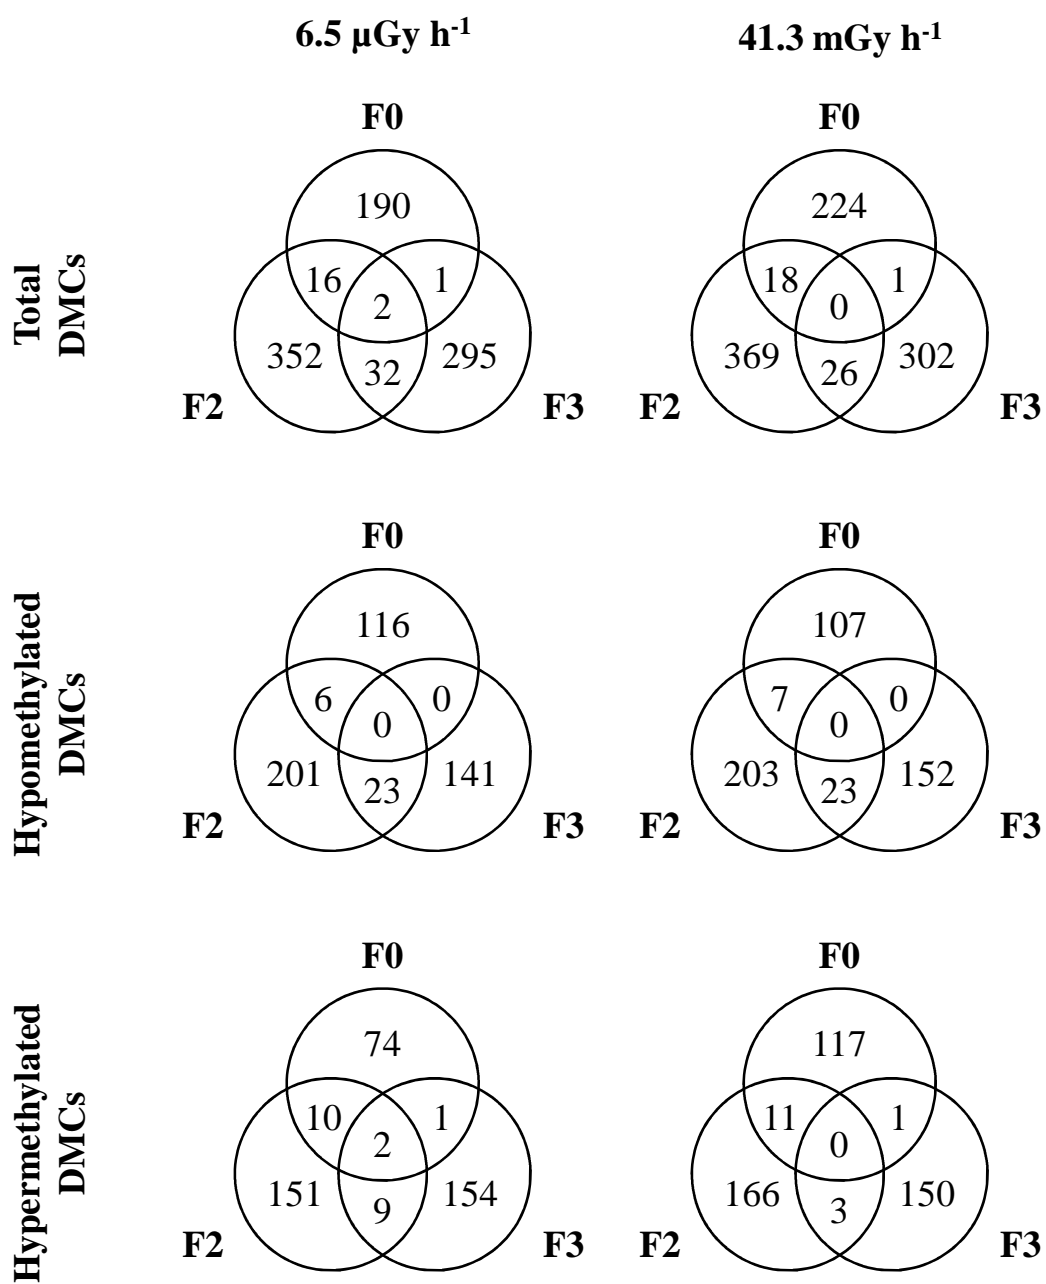 6.5 µGy h-1
41.3 mGy h-1
Total
DMCs
F0
190
16
1
2
352
32
295
F2
F3
F0
224
18
1
0
369
26
302
F2
F3
Hypomethylated
DMCs
F0
116
6
0
0
201
23
141
F2
F3
F0
107
7
0
0
203
23
152
F2
F3
Hypermethylated
DMCs
F0
74
10
1
2
151
9
154
F2
F3
F0
117
11
1
0
166
3
150
F2
F3